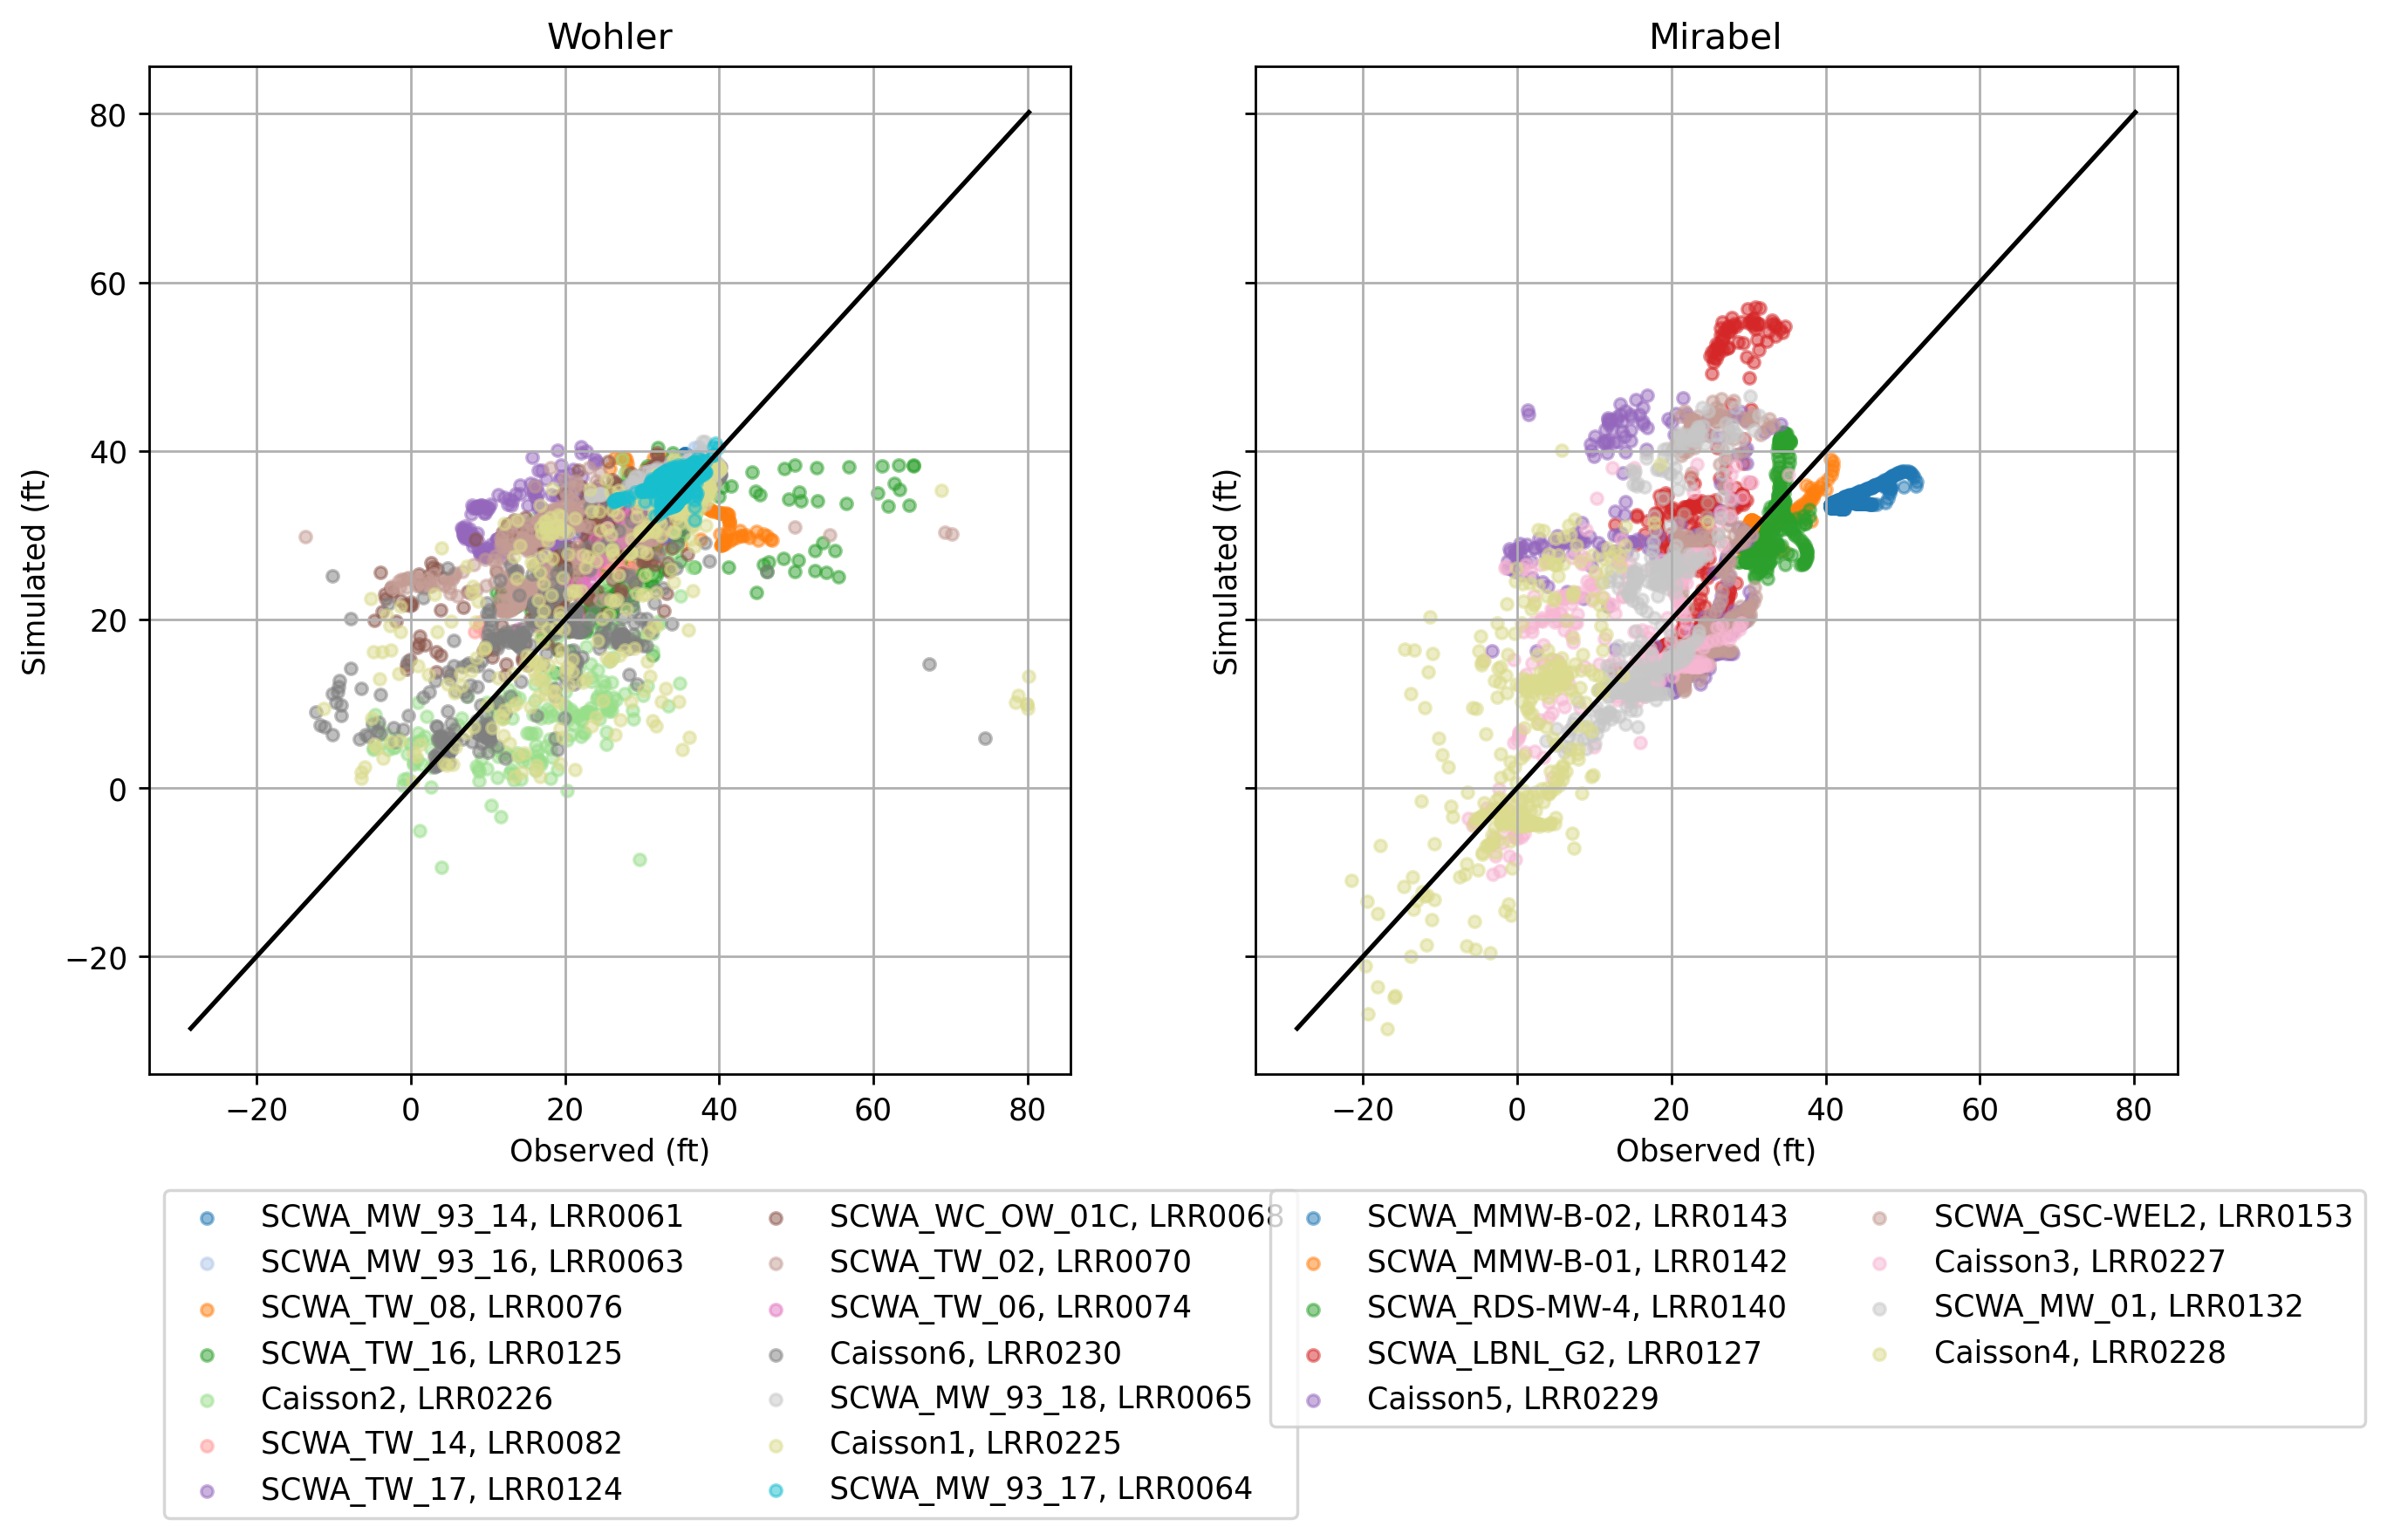 Wohler
Mirabel
80
60
40
20
0
−20
Simulated (ft)
Simulated (ft)
−20 0 20 40 60 80
−20 0 20 40 60 80
Observed (ft)
Observed (ft)
SCWA_MW_93_14, LRR0061
SCWA_MW_93_16, LRR0063
SCWA_TW_08, LRR0076
SCWA_TW_16, LRR0125
Caisson2, LRR0226
SCWA_TW_14, LRR0082
SCWA_TW_17, LRR0124
SCWA_WC_OW_01C, LRR0068
SCWA_TW_02, LRR0070
SCWA_TW_06, LRR0074
Caisson6, LRR0230
SCWA_MW_93_18, LRR0065
Caisson1, LRR0225
SCWA_MW_93_17, LRR0064
SCWA_MMW-B-02, LRR0143
SCWA_MMW-B-01, LRR0142
SCWA_RDS-MW-4, LRR0140
SCWA_LBNL_G2, LRR0127
Caisson5, LRR0229
SCWA_GSC-WEL2, LRR0153
Caisson3, LRR0227
SCWA_MW_01, LRR0132
Caisson4, LRR0228